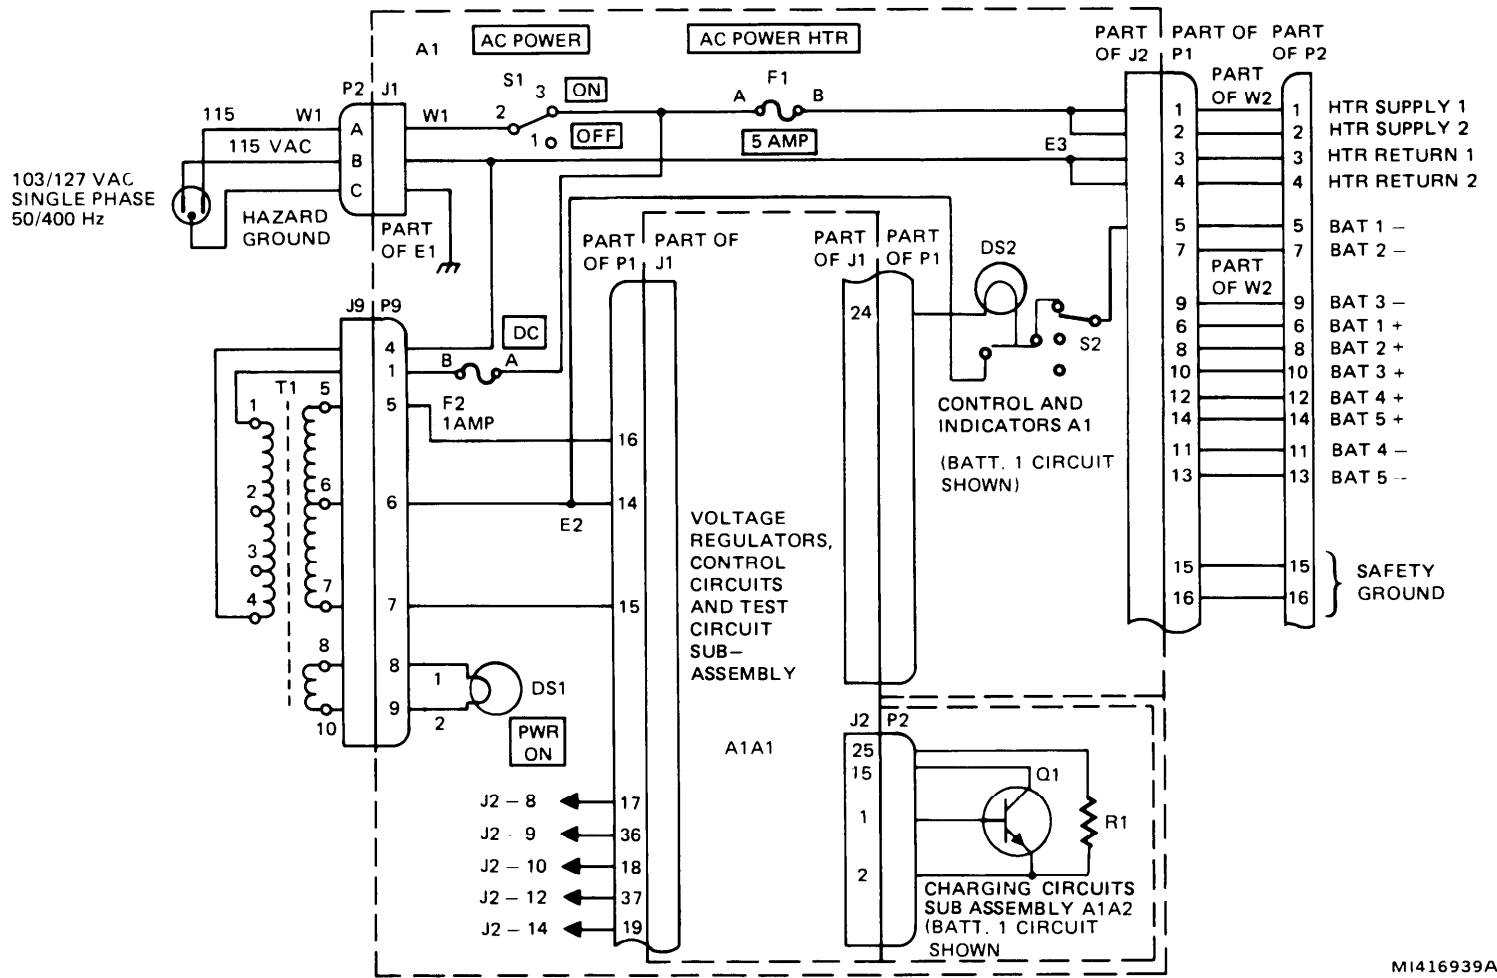 A1
AC POWER
AC POWER HTR
PART OF J2
PART OF P1
PART OF P2
PART OF W2
P2 J1
S1
3
ON
2
1
OFF
F1
A
B
5 AMP
E3
115
W1
A
W1
115 VAC
B
C
103/127 VAC
SINGLE PHASE
50/400 Hz
HAZARD
GROUND
PART
OF E1
1 1 HTR SUPPLY 1
2 2 HTR SUPPLY 2
3 3 HTR RETURN 1
4 4 HTR RETURN 2
5 5 BAT 1 –
7 7 BAT 2 –
PART
OF W2
9 9 BAT 3 –
6 6 BAT 1 +
8 8 BAT 2 +
10 10 BAT 3 +
12 12 BAT 4 +
14 14 BAT 5 +
11 11 BAT 4 –
13 13 BAT 5 --
15 15
16 16
SAFETY
GROUND
PART
OF P1
PART OF
J1
PART
OF J1
PART
OF P1
24
DS2
S2
CONTROL AND
INDICATORS A1
(BATT. 1 CIRCUIT
SHOWN)
J9 P9
DC
4
1
B
A
F2
1AMP
5
16
6
E2
14
7
15
8
1
DS1
9
2
PWR
ON
T1
1
2
3
4
5
6
7
8
10
VOLTAGE
REGULATORS,
CONTROL
CIRCUITS
AND TEST
CIRCUIT
SUB–
ASSEMBLY
A1A1
J2 – 8 17
J2 - 9 36
J2 – 10 18
J2 – 12 37
J2 – 14 19
J2 P2
25
15
1
2
Q1
R1
CHARGING CIRCUITS
SUB ASSEMBLY A1A2
(BATT. 1 CIRCUIT
SHOWN
MI416939A